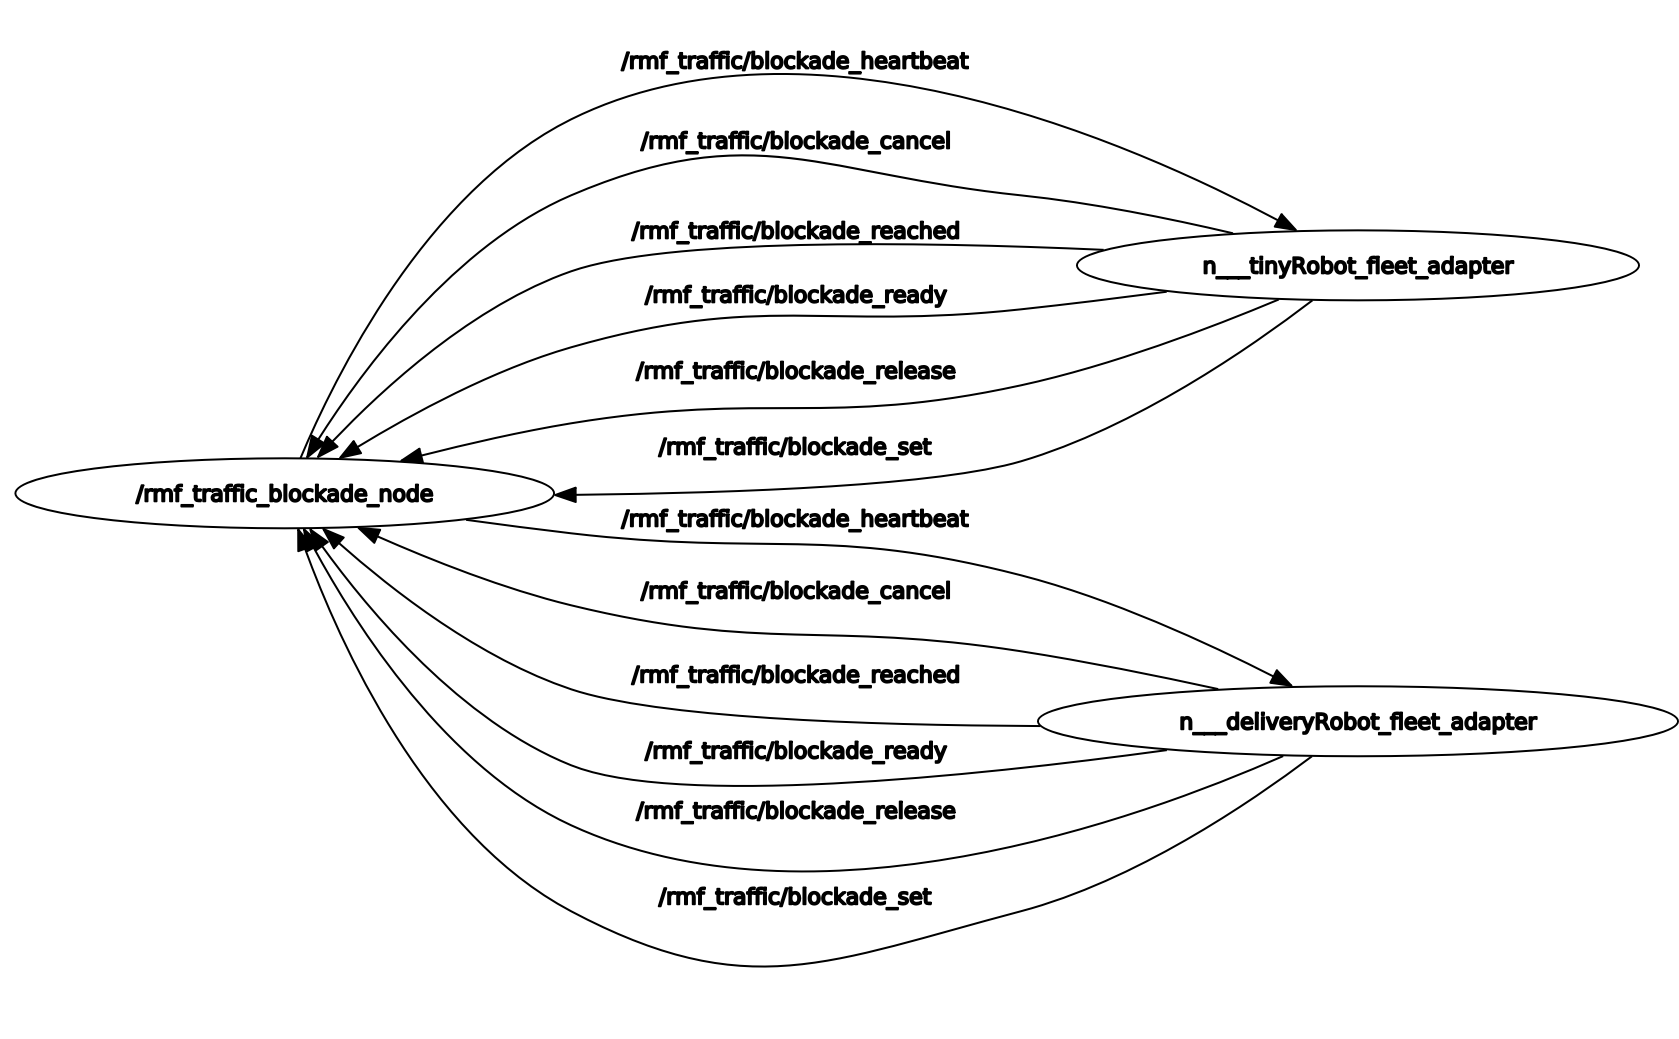 /rmf_traffic/blockade_heartbeat
/rmf_traffic/blockade_cancel
/rmf_traffic/blockade_reached
n___tinyRobot_fleet_adapter
/rmf_traffic/blockade_ready
/rmf_traffic/blockade_release
/rmf_traffic/blockade_set
/rmf_traffic_blockade_node
/rmf_traffic/blockade_heartbeat
/rmf_traffic/blockade_cancel
/rmf_traffic/blockade_reached
n___deliveryRobot_fleet_adapter
/rmf_traffic/blockade_ready
/rmf_traffic/blockade_release
/rmf_traffic/blockade_set